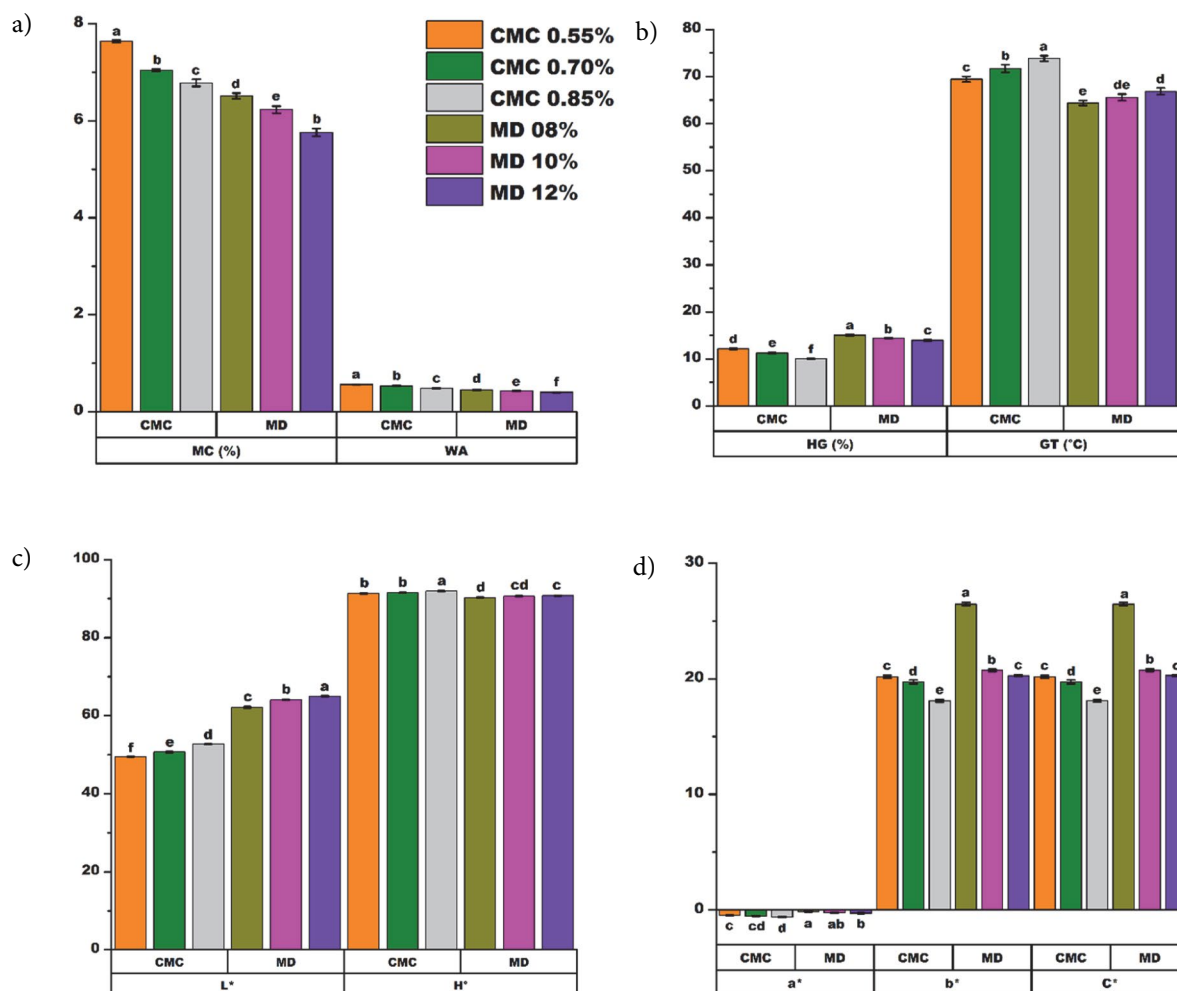 a)
8
6
4
2
0
a
b
c
d
e
b
a
b
c
d
e
f
CMC 0.55%
CMC 0.70%
CMC 0.85%
MD 08%
MD 10%
MD 12%
CMC MD CMC MD
MC (%) WA
b)
80
70
60
50
40
30
20
10
0
d
e
f
a
b
c
c
b
a
e
de
d
CMC MD CMC MD
HG (%) GT (°C)
c)
100
80
60
40
20
0
f
e
d
c
b
a
b
b
a
d
cd
c
CMC MD CMC MD
L* H*
d)
30
20
10
0
c
cd
d
a
ab
b
c
d
e
a
b
c
c
d
e
a
b
CMC MD CMC MD CMC MD
a* b* C*